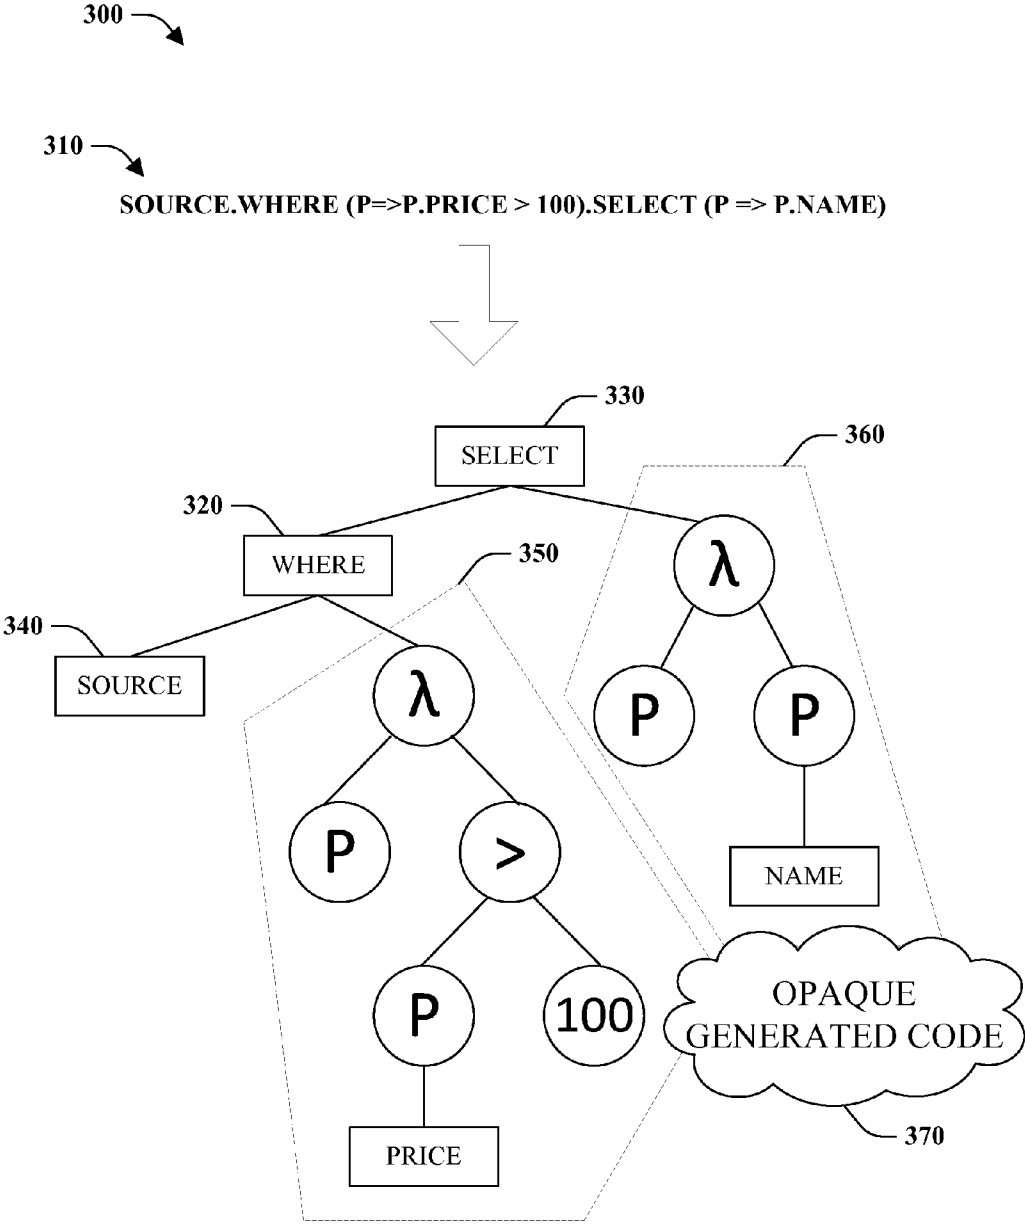 300
310
SOURCE.WHERE (P=>P.PRICE > 100).SELECT (P => P.NAME)
330
SELECT
360
320
WHERE
350
λ
340
SOURCE
λ
P
P
P
>
NAME
P
100
OPAQUE
GENERATED CODE
PRICE
370